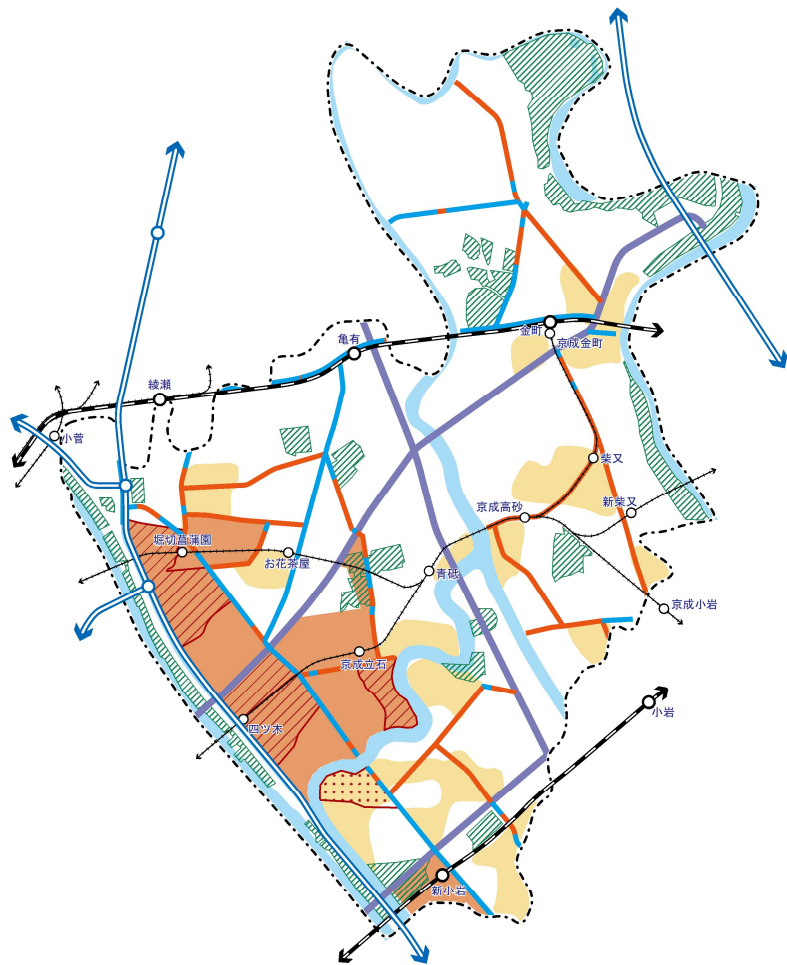 金町
京成金町
亀有
綾瀬
小菅
柴又
新柴又
京成高砂
堀切菖蒲園
お花茶屋
青砥
京成小岩
京成立石
小岩
四ツ木
新小岩